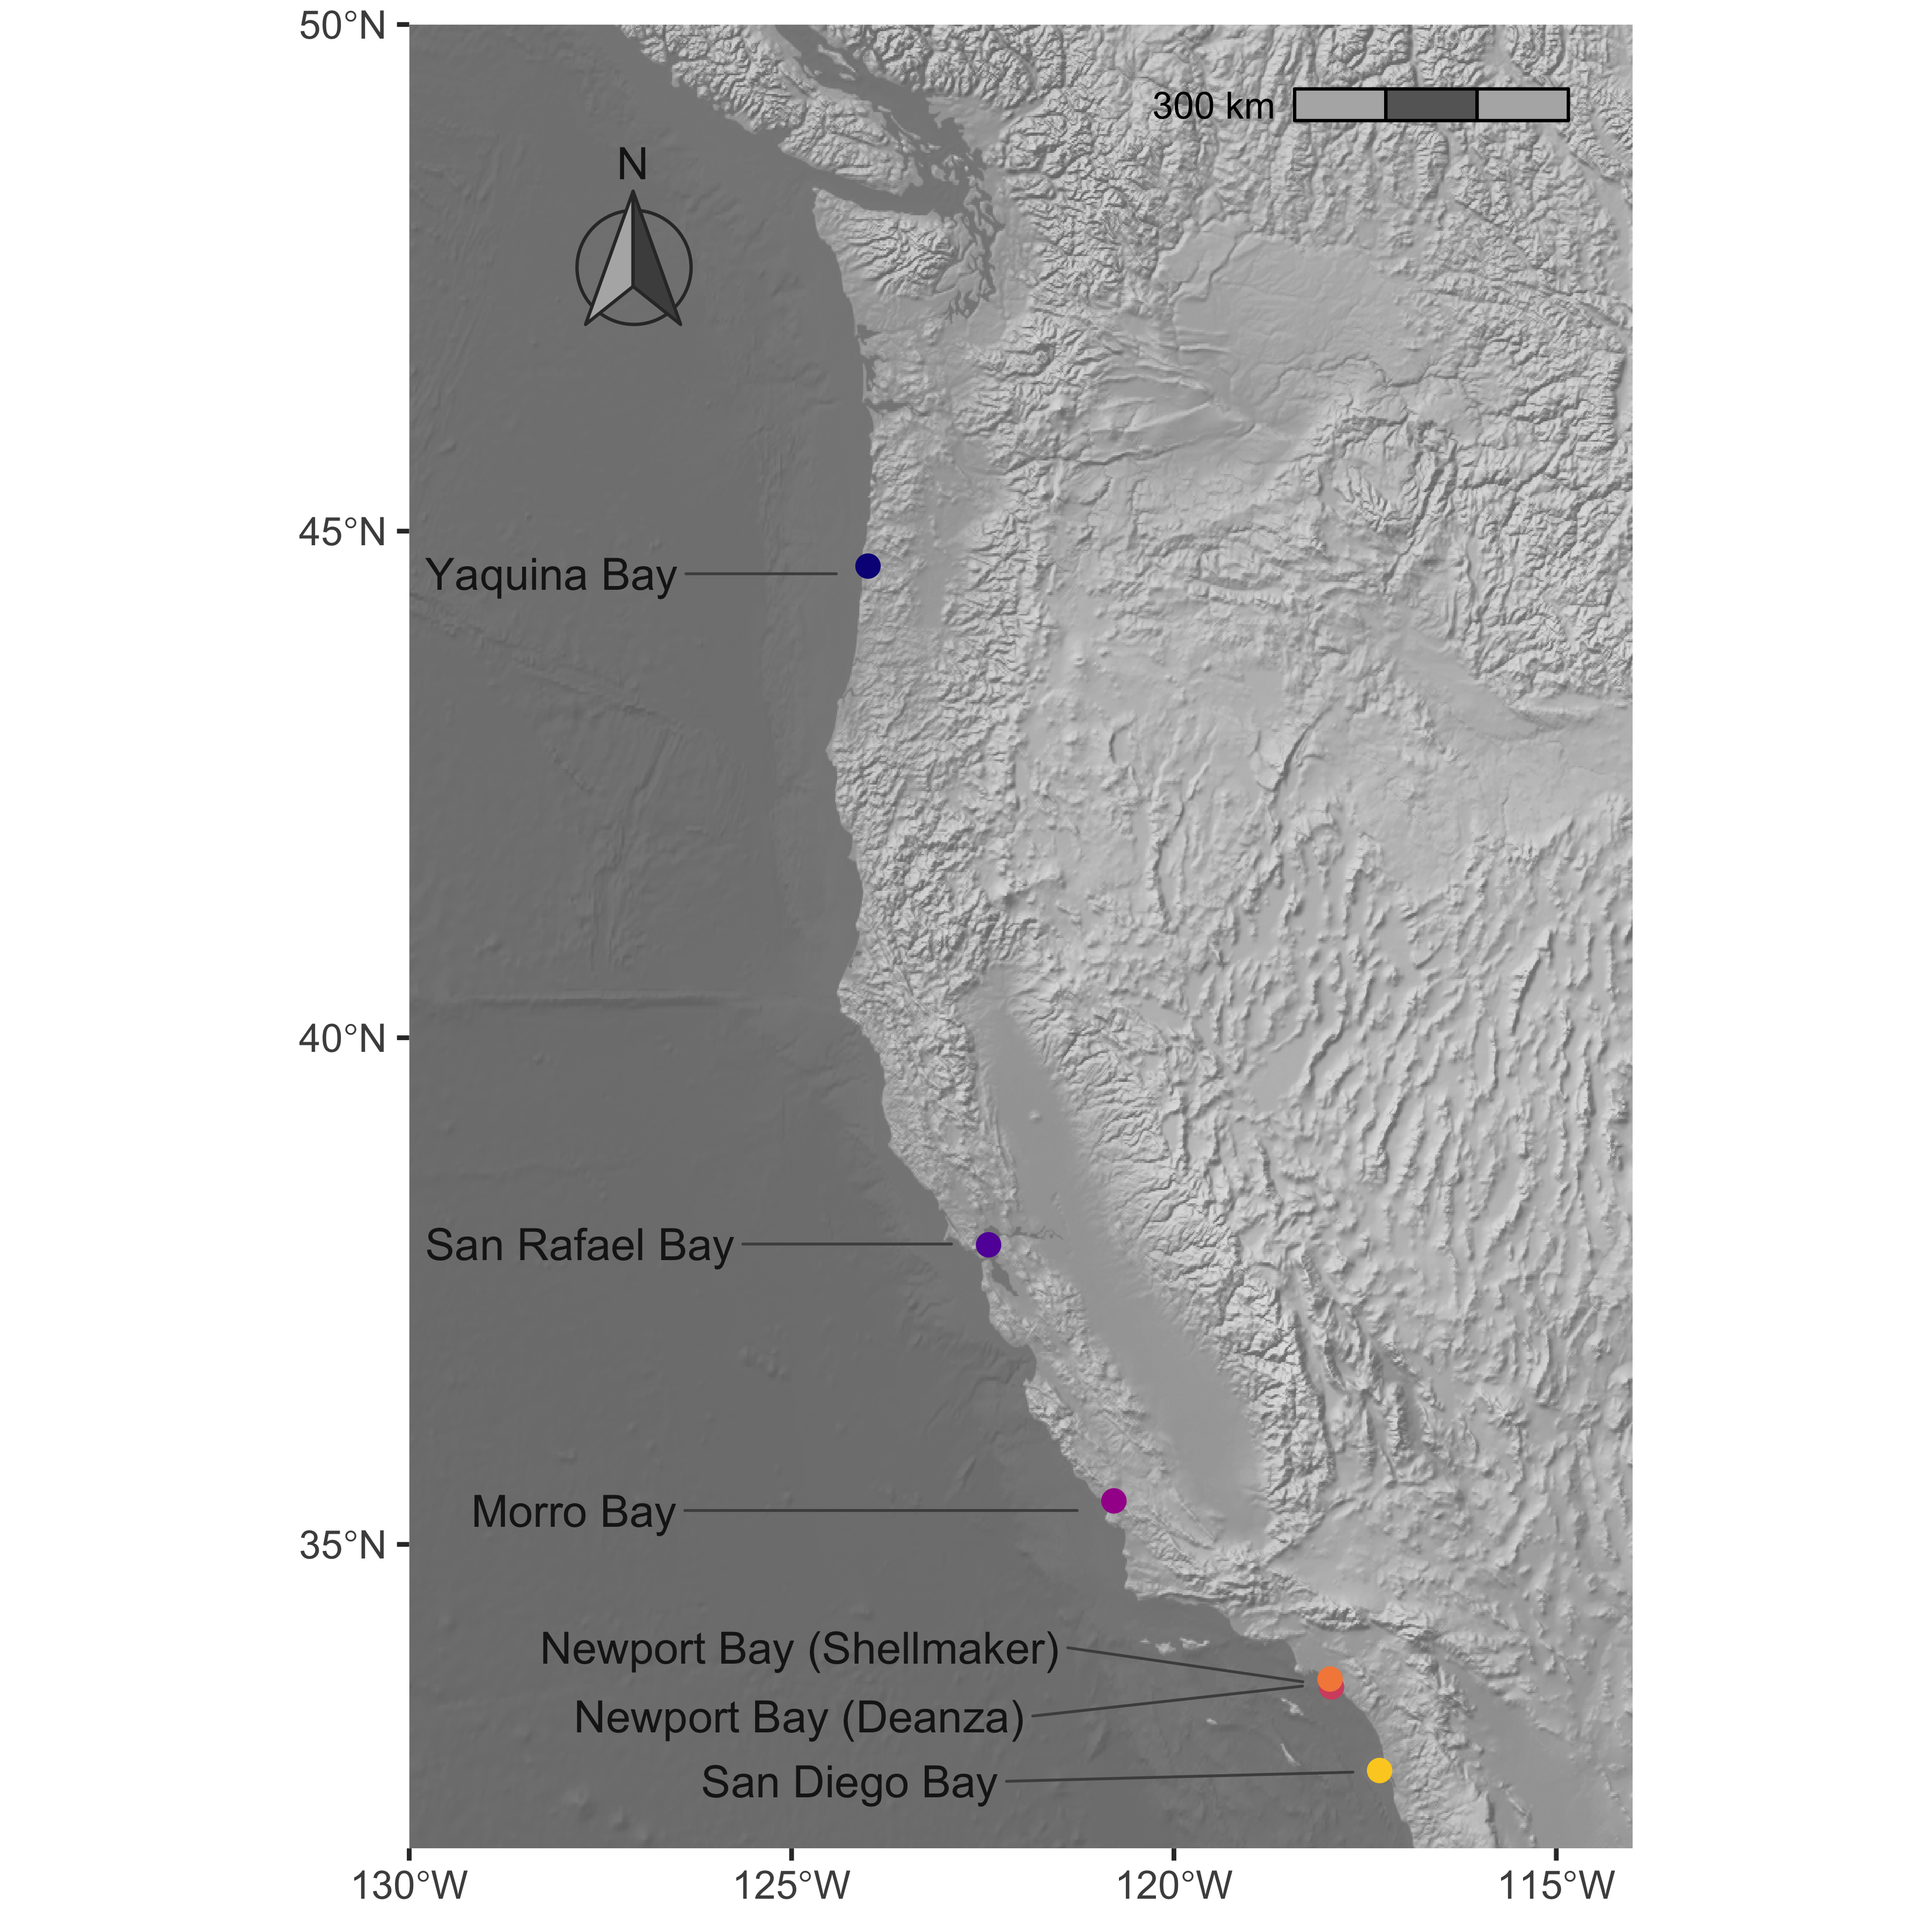 50°N
300 km
N
45°N
Yaquina Bay
40°N
San Rafael Bay
Morro Bay
35°N
Newport Bay (Shellmaker)
Newport Bay (Deanza)
San Diego Bay
130°W
125°W
120°W
115°W